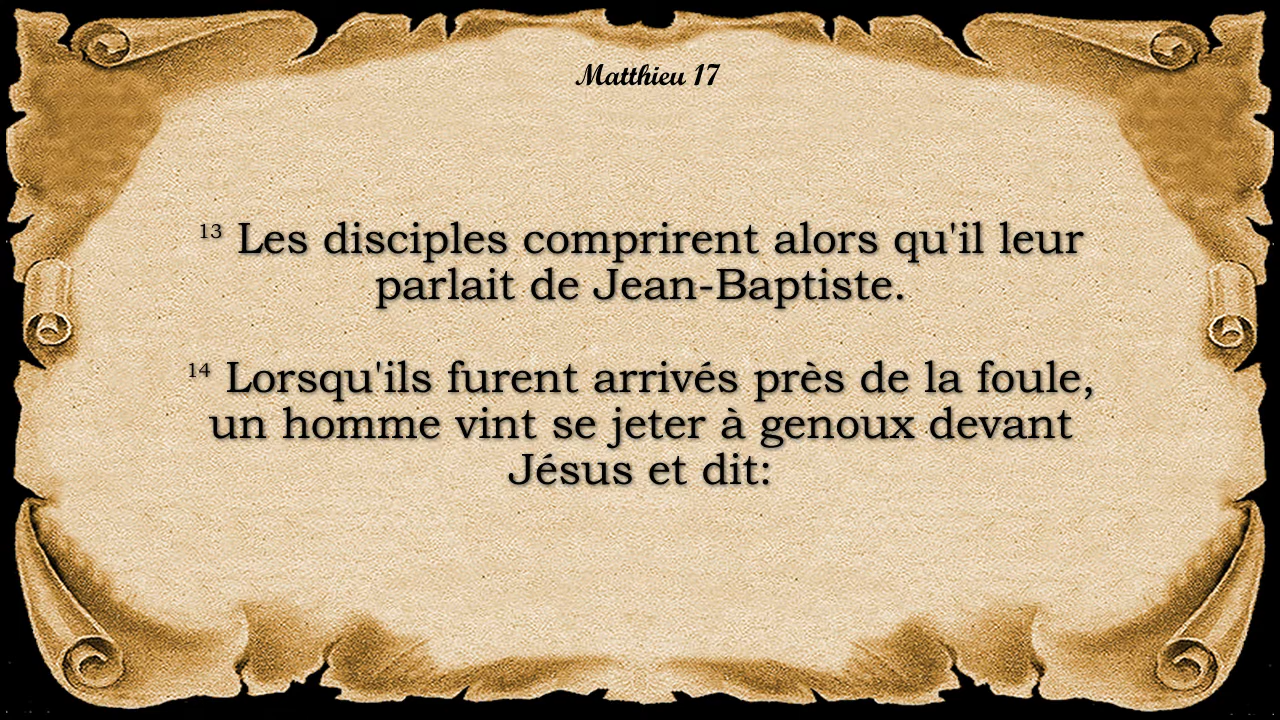 Matthieu 17
13 Les disciples comprirent alors qu'il leur
parlait de Jean-Baptiste.
14 Lorsqu'ils furent arrivés près de la foule,
un homme vint se jeter à genoux devant
Jésus et dit: